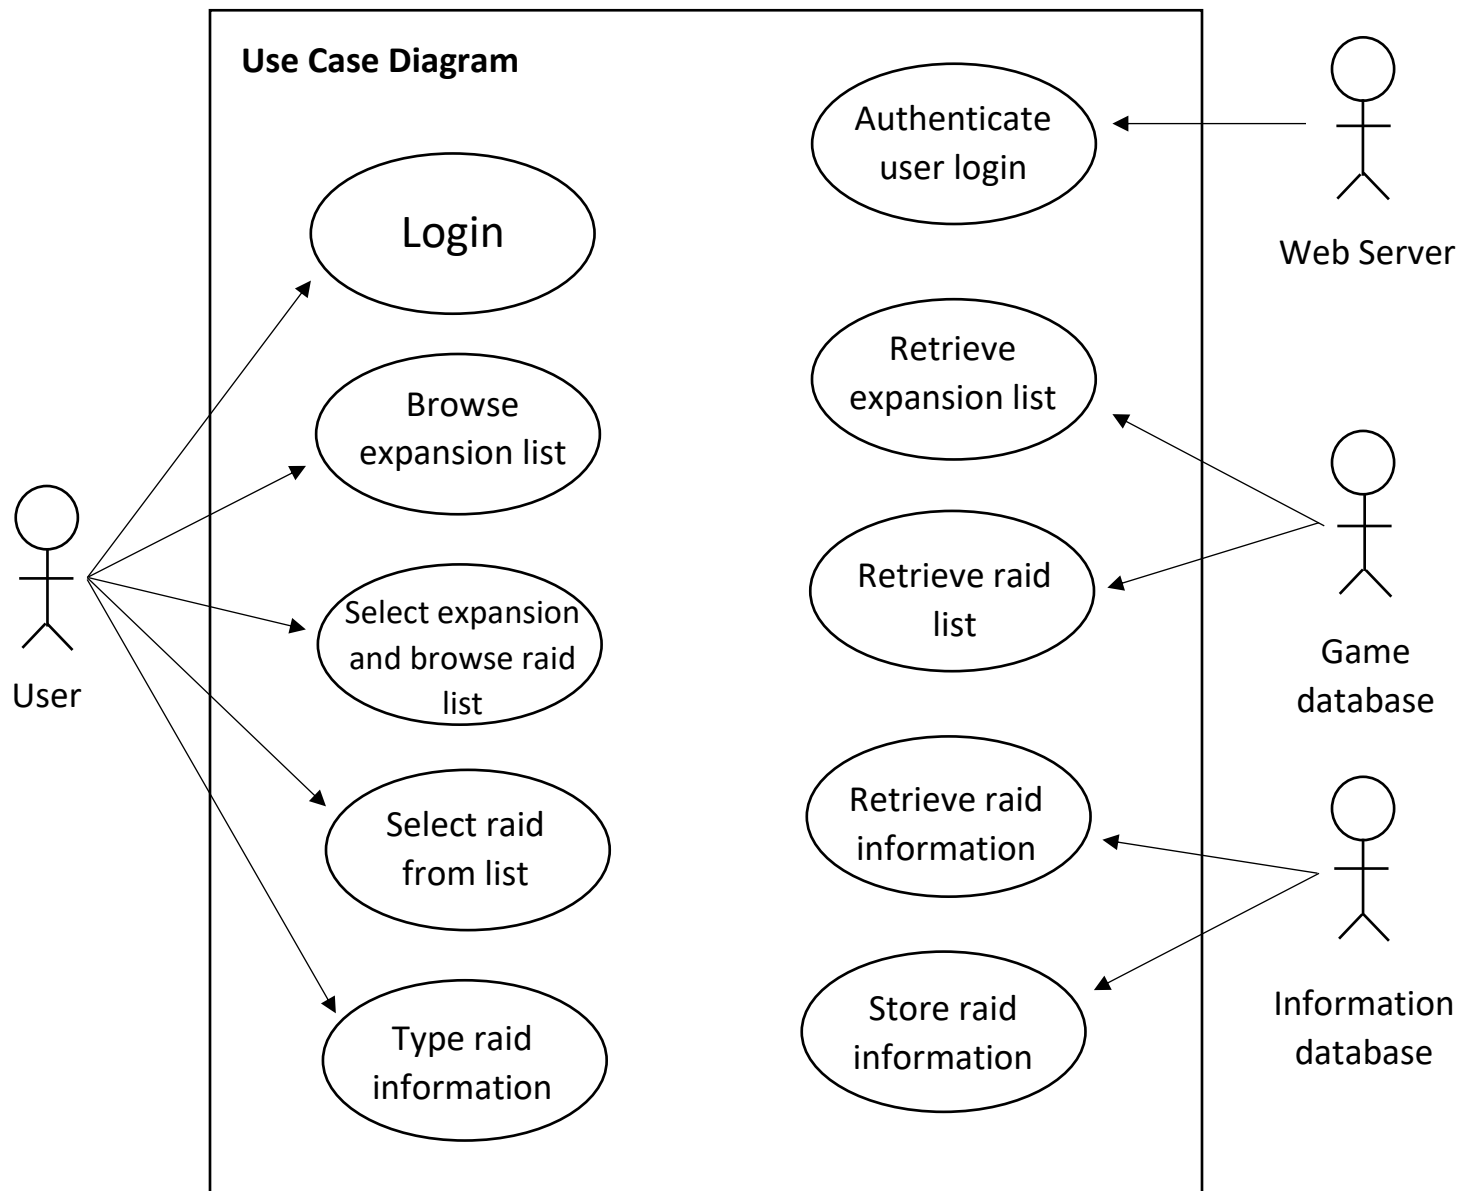 Use Case Diagram
Authenticate
user login
Web Server
Login
Retrieve
expansion list
Browse
expansion list
Retrieve raid
list
Select expansion
and browse raid
list
User
Game
database
Retrieve raid
information
Select raid
from list
Store raid
information
Information
database
Type raid
information